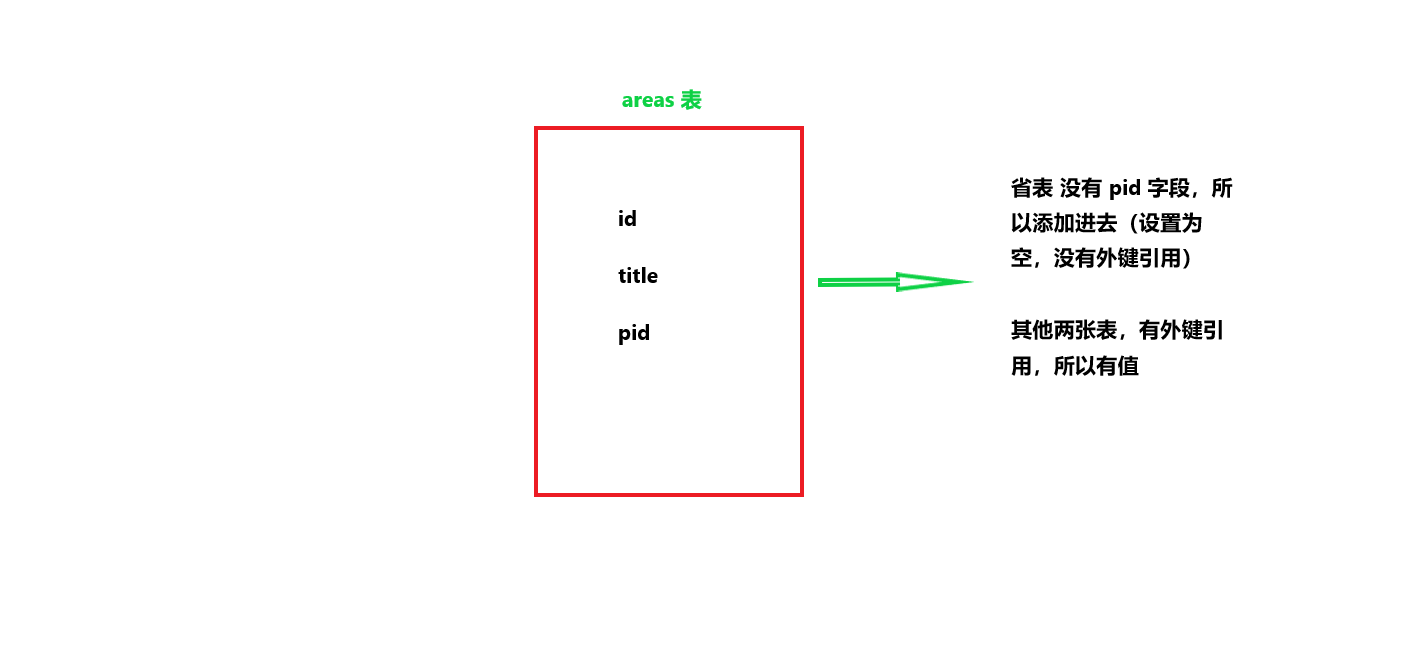 areas 表
id
title
pid
省表 没有 pid 字段，所
以添加进去（设置为
空，没有外键引用）
其他两张表，有外键引
用，所以有值